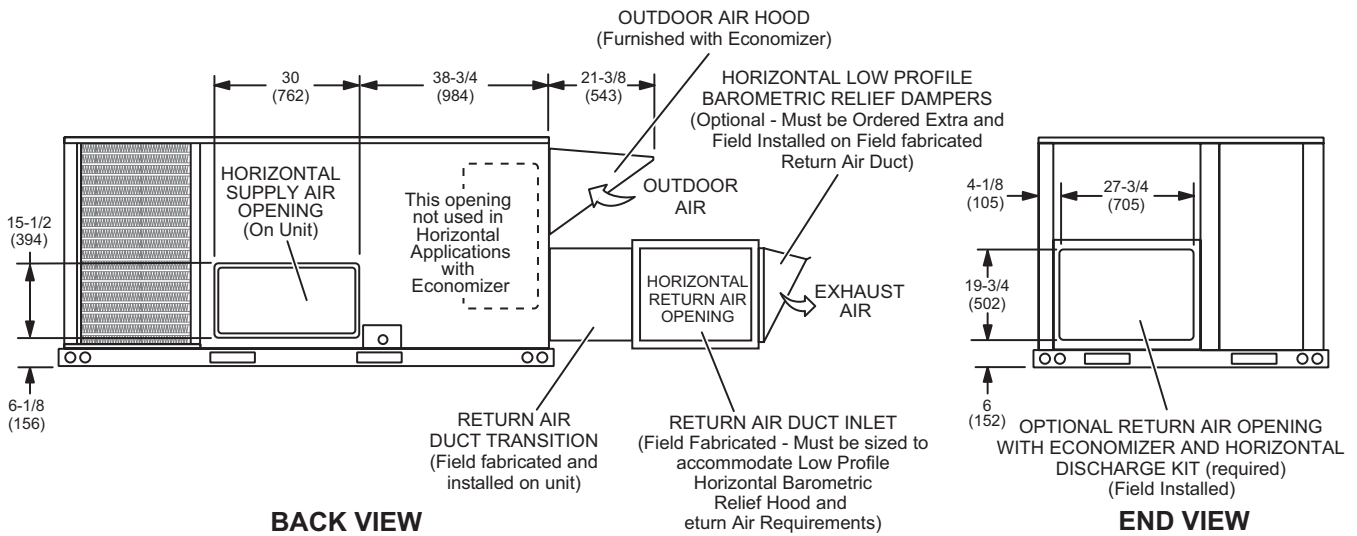 OUTDOOR AIR HOOD
(Furnished with Economizer)
30
(762)
38-3/4
(984)
21-3/8
(543)
HORIZONTAL LOW PROFILE
BAROMETRIC RELIEF DAMPERS
(Optional - Must be Ordered Extra and
Field Installed on Field fabricated
Return Air Duct)
HORIZONTAL
SUPPLY AIR
OPENING
(On Unit)
This opening
not used in
Horizontal
Applications
with
Economizer
OUTDOOR
AIR
15-1/2
(394)
HORIZONTAL
RETURN AIR
OPENING
EXHAUST
AIR
6-1/8
(156)
RETURN AIR
DUCT TRANSITION
(Field fabricated and
installed on unit)
RETURN AIR DUCT INLET
(Field Fabricated - Must be sized to
accommodate Low Profile
Horizontal Barometric
Relief Hood and
eturn Air Requirements)
BACK VIEW
4-1/8
(105)
27-3/4
(705)
19-3/4
(502)
6
(152)
OPTIONAL RETURN AIR OPENING
WITH ECONOMIZER AND HORIZONTAL
DISCHARGE KIT (required)
(Field Installed)
END VIEW